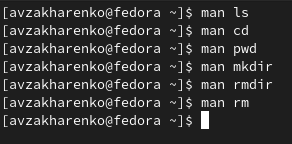 [avzakharenko@fedora ~]$ man ls
[avzakharenko@fedora ~]$ man cd
[avzakharenko@fedora ~]$ man pwd
[avzakharenko@fedora ~]$ man mkdir
[avzakharenko@fedora ~]$ man rmdir
[avzakharenko@fedora ~]$ man rm
[avzakharenko@fedora ~]$